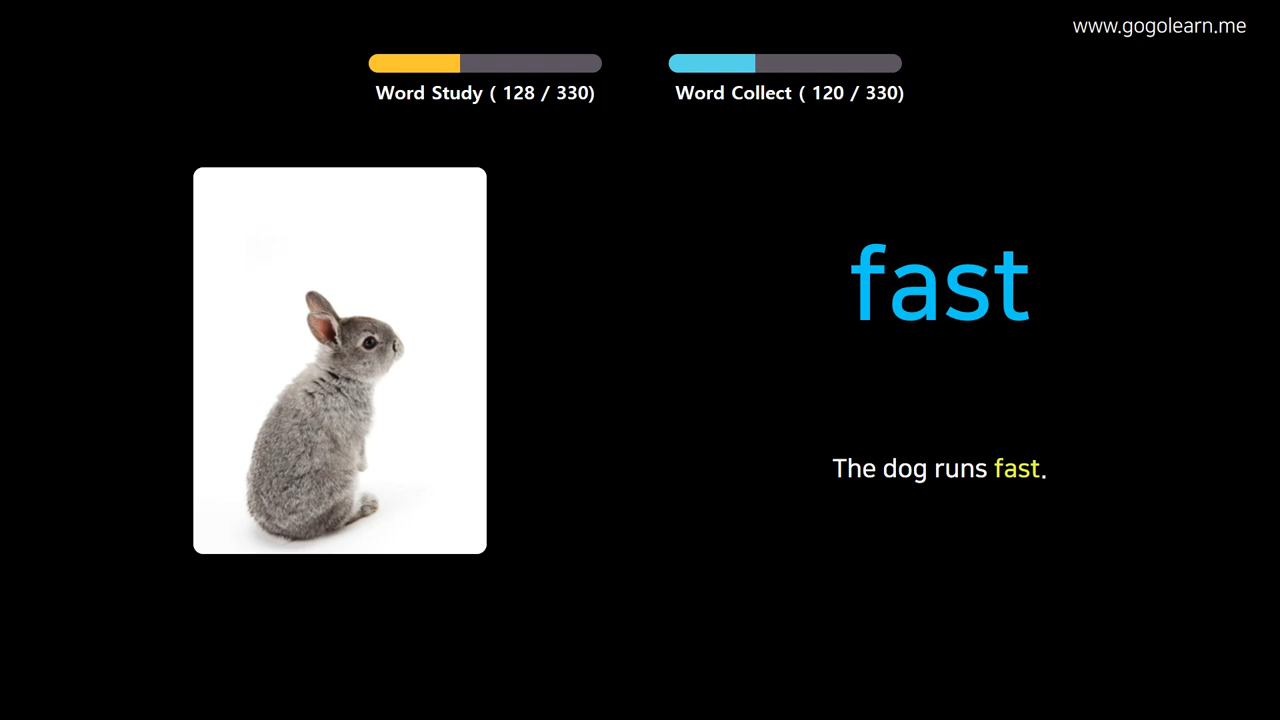 www.gogolearn.me
Word Study ( 128 / 330)
Word Collect ( 120 / 330)
fast
The dog runs fast.